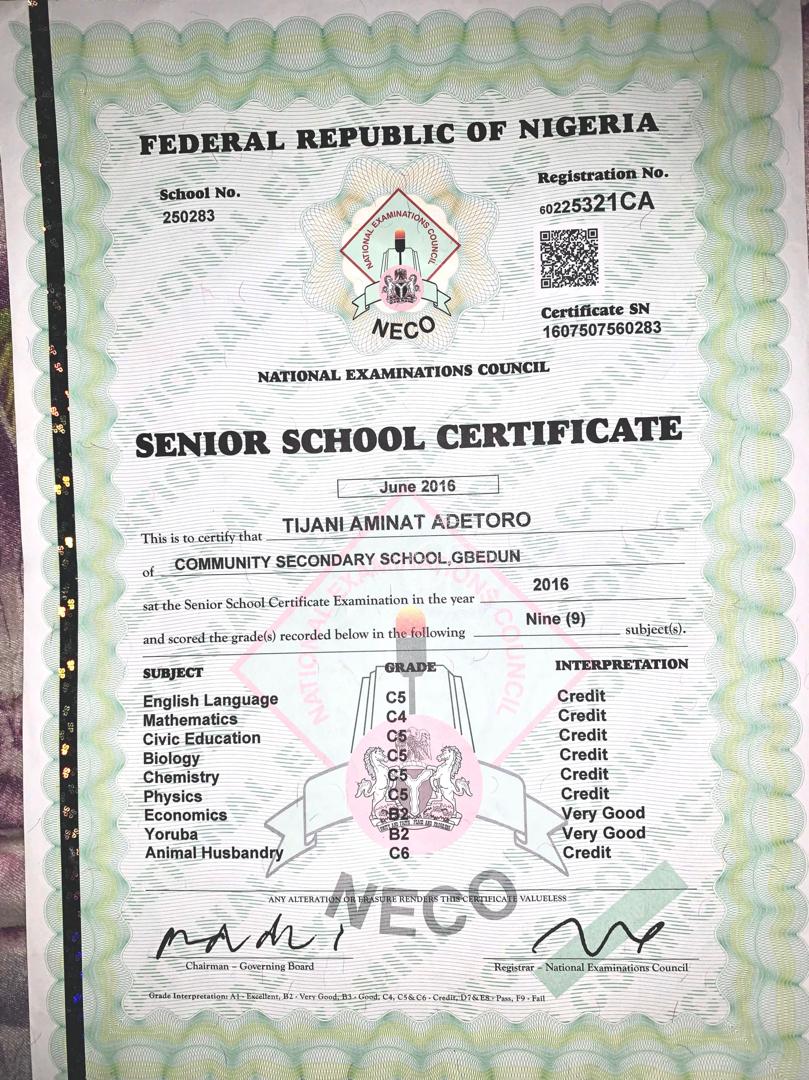 FEDERAL REPUBLIC OF NIGERIA
School No.
250283
Registration No.
60225321CA
NATIONAL EXAMINATIONS COUNCIL
NECO
Certificate SN
1607507560283
NATIONAL EXAMINATIONS COUNCIL
SENIOR SCHOOL CERTIFICATE
June 2016
This is to certify that TIJANI AMINAT ADETORO
of COMMUNITY SECONDARY SCHOOL,GBEDUN
sat the Senior School Certificate Examination in the year 2016
and scored the grade(s) recorded below in the following Nine (9) subject(s).
SUBJECT GRADE INTERPRETATION
English Language C5 Credit
Mathematics C4 Credit
Civic Education C5 Credit
Biology C5 Credit
Chemistry C5 Credit
Physics C5 Credit
Economics B2 Very Good
Yoruba B2 Very Good
Animal Husbandry C6 Credit
NATIONAL EXAMINATIONS COUNCIL
NECO
ANY ALTERATION OR ERASURE RENDERS THIS CERTIFICATE VALUELESS
Chairman – Governing Board
Registrar – National Examinations Council
Grade Interpretation: A1 - Excellent, B2 - Very Good, B3 - Good, C4, C5 & C6 - Credit, D7 & E8 - Pass, F9 - Fail